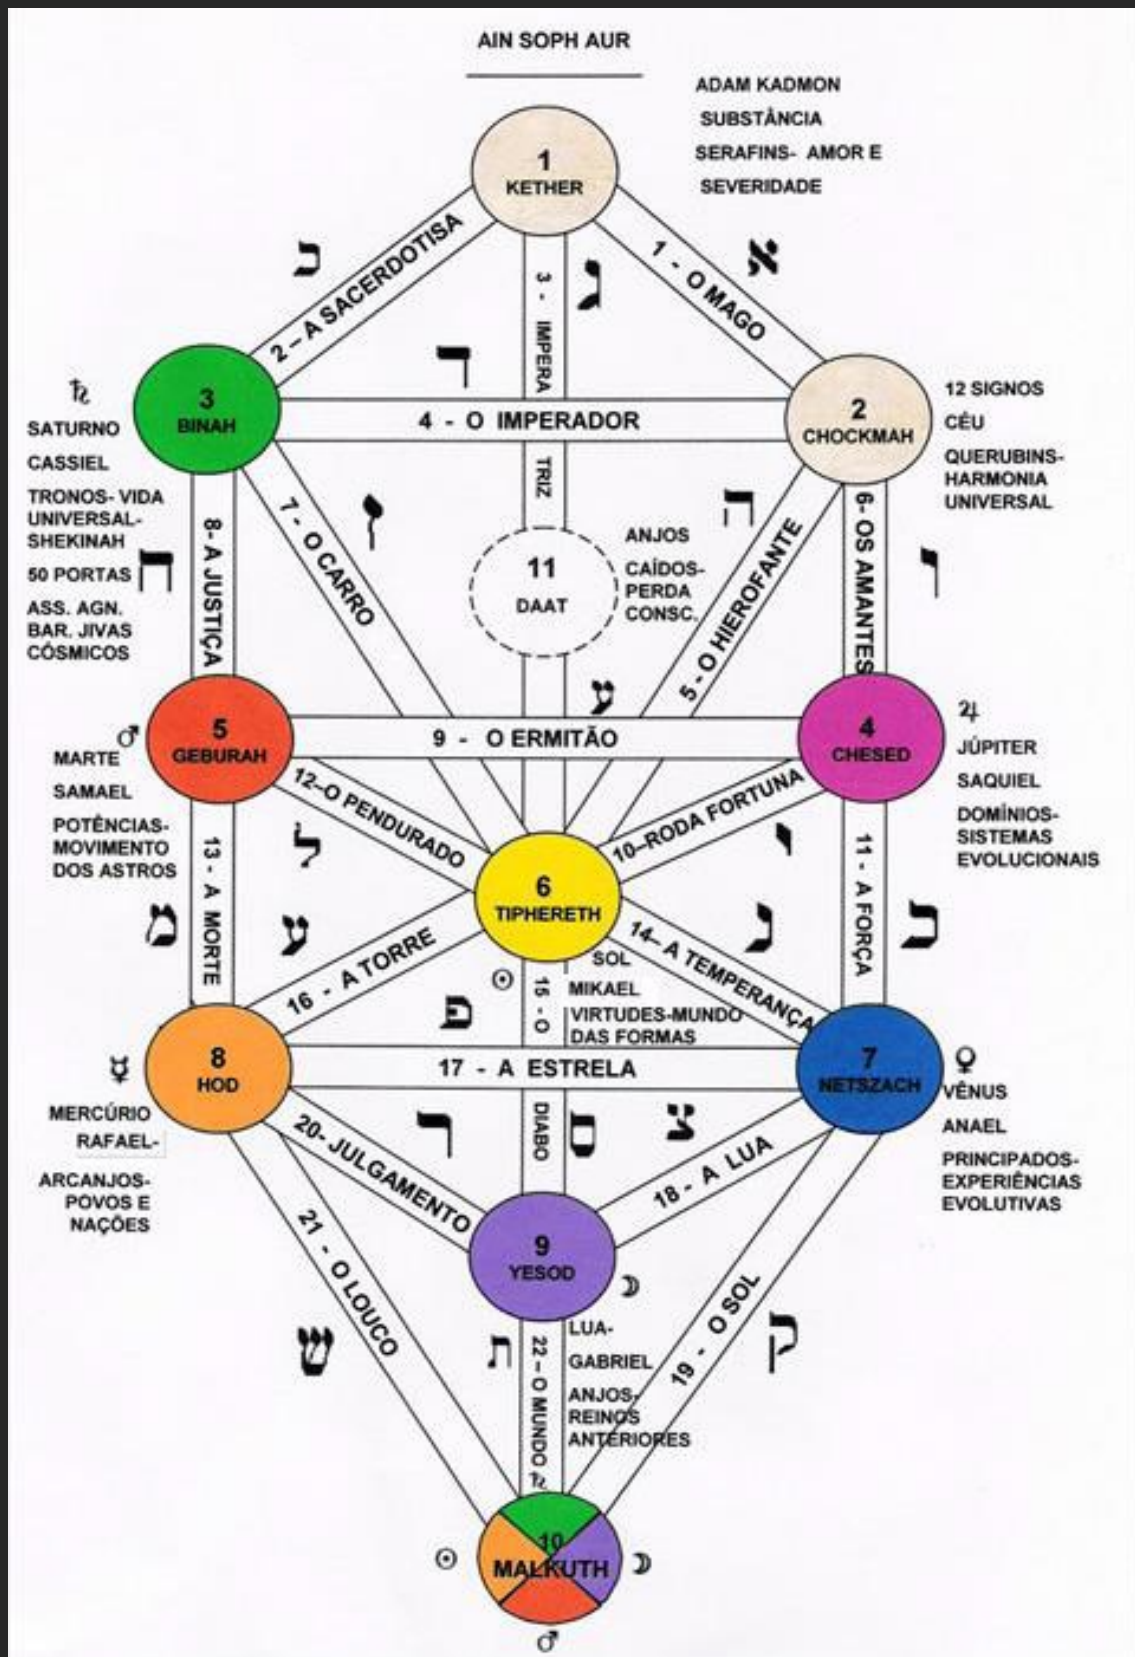 AIN SOPH AUR
ADAM KADMON
SUBSTÂNCIA
SERAFINS- AMOR E
SEVERIDADE
1
KETHER
כ
2 – A SACERDOTISA
3 - IMPERA
ג
1 - O MAGO
א
ד
♄
SATURNO
CASSIEL
TRONOS- VIDA
UNIVERSAL-
SHEKINAH
50 PORTAS
ASS. AGN.
BAR. JIVAS
CÓSMICOS
3
BINAH
4 - O IMPERADOR
2
CHOCKMAH
12 SIGNOS
CÉU
QUERUBINS-
HARMONIA
UNIVERSAL
TRIZ
8- A JUSTIÇA
ח
7 - O CARRO
ז
11
DAAT
ANJOS
CAÍDOS-
PERDA
CONSC.
ה
5 - O HIEROFANTE
6- OS AMANTES
ו
ע
♂
MARTE
SAMAEL
POTÊNCIAS-
MOVIMENTO
DOS ASTROS
5
GEBURAH
9 - O ERMITÃO
4
CHESED
♃
JÚPITER
SAQUIEL
DOMÍNIOS-
SISTEMAS
EVOLUCIONAIS
12–O PENDURADO
10–RODA FORTUNA
ל
י
13 - A MORTE
11 - A FORÇA
6
TIPHERETH
מ
ע
נ
כ
16 - A TORRE
14– A TEMPERANÇA
☉
SOL
MIKAEL
VIRTUDES-MUNDO
DAS FORMAS
15 - O
פ
☿
MERCÚRIO
RAFAEL-
ARCANJOS-
POVOS E
NAÇÕES
8
HOD
17 - A ESTRELA
7
NETSZACH
♀
VÊNUS
ANAEL
PRINCIPADOS-
EXPERIÊNCIAS
EVOLUTIVAS
DIABO
ס
ר
צ
20- JULGAMENTO
18 - A LUA
9
YESOD
☽
LUA-
GABRIEL
ANJOS-
REINOS
ANTERIORES
21 - O LOUCO
ש
ת
22 – O MUNDO
♄
19 - O SOL
ק
10
MALKUTH
☉
☽
♂